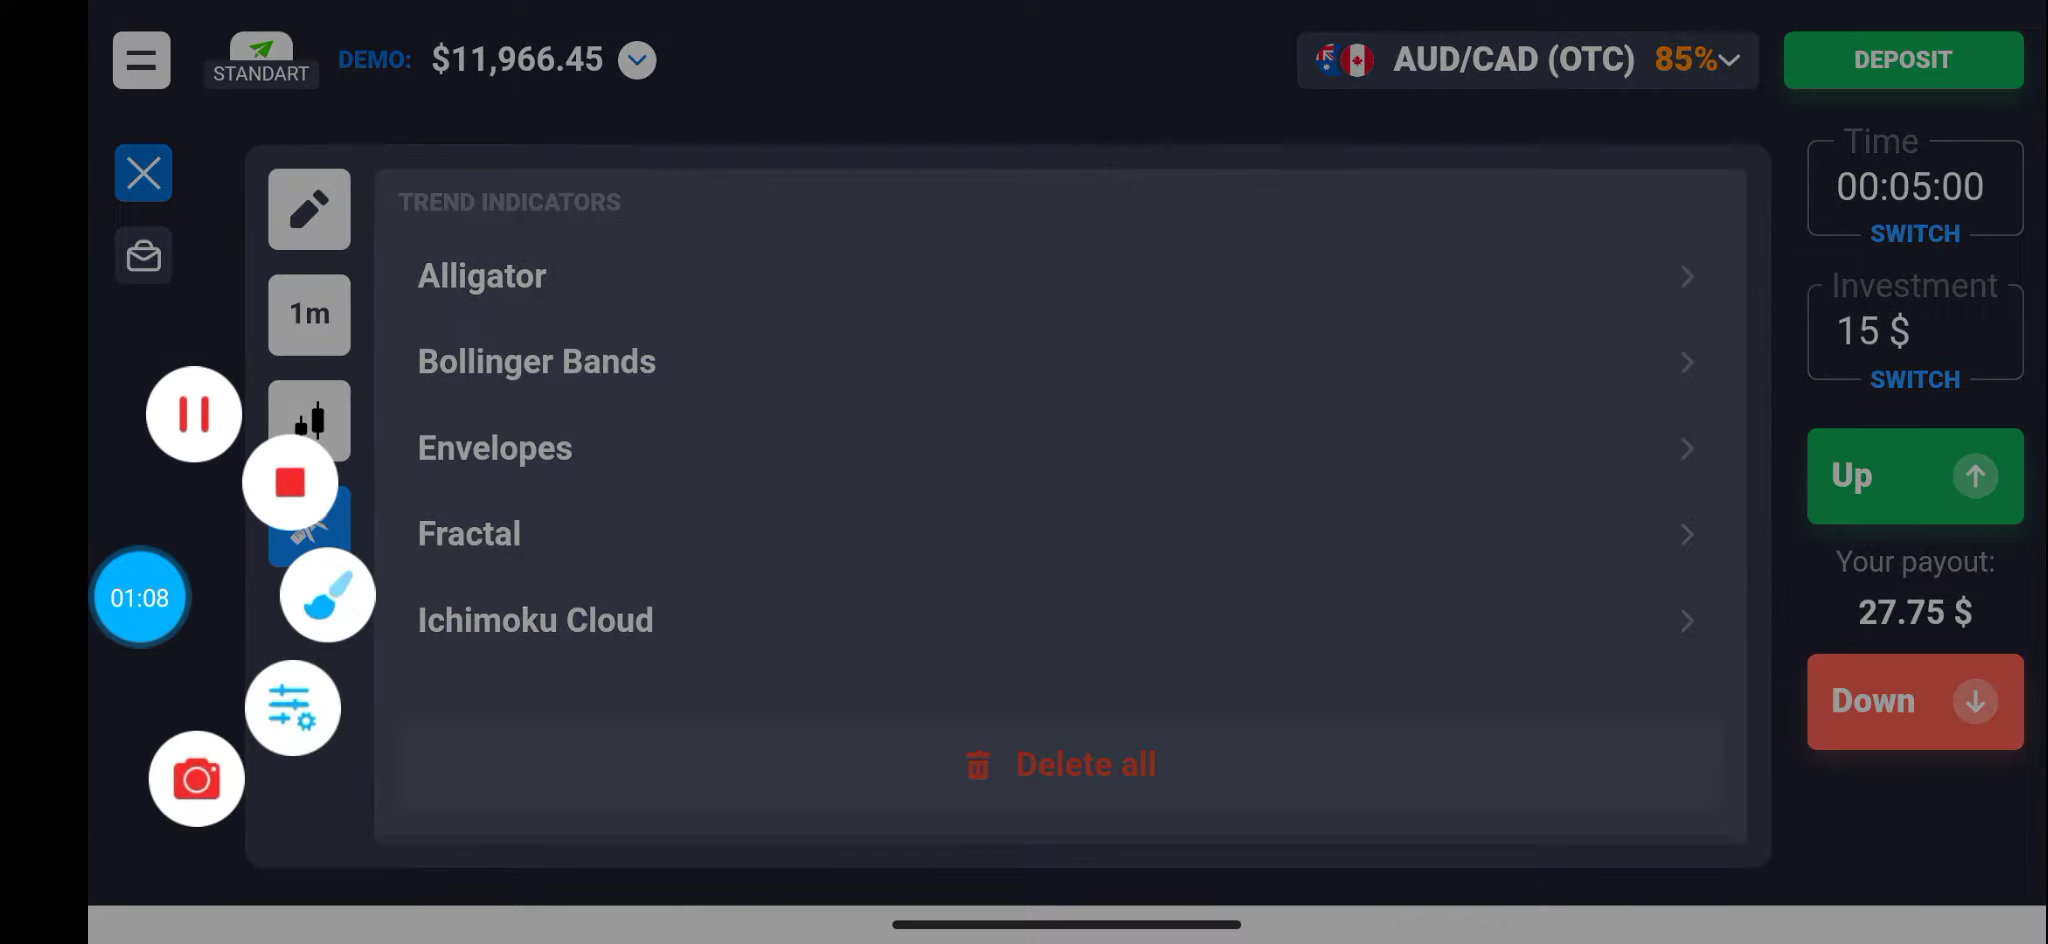 STANDART
DEMO: $11,966.45
AUD/CAD (OTC) 85%
DEPOSIT
TREND INDICATORS
Alligator
Bollinger Bands
Envelopes
Fractal
Ichimoku Cloud
Delete all
1m
01:08
Time
00:05:00
SWITCH
Investment
15 $
SWITCH
Up
Your payout:
27.75 $
Down